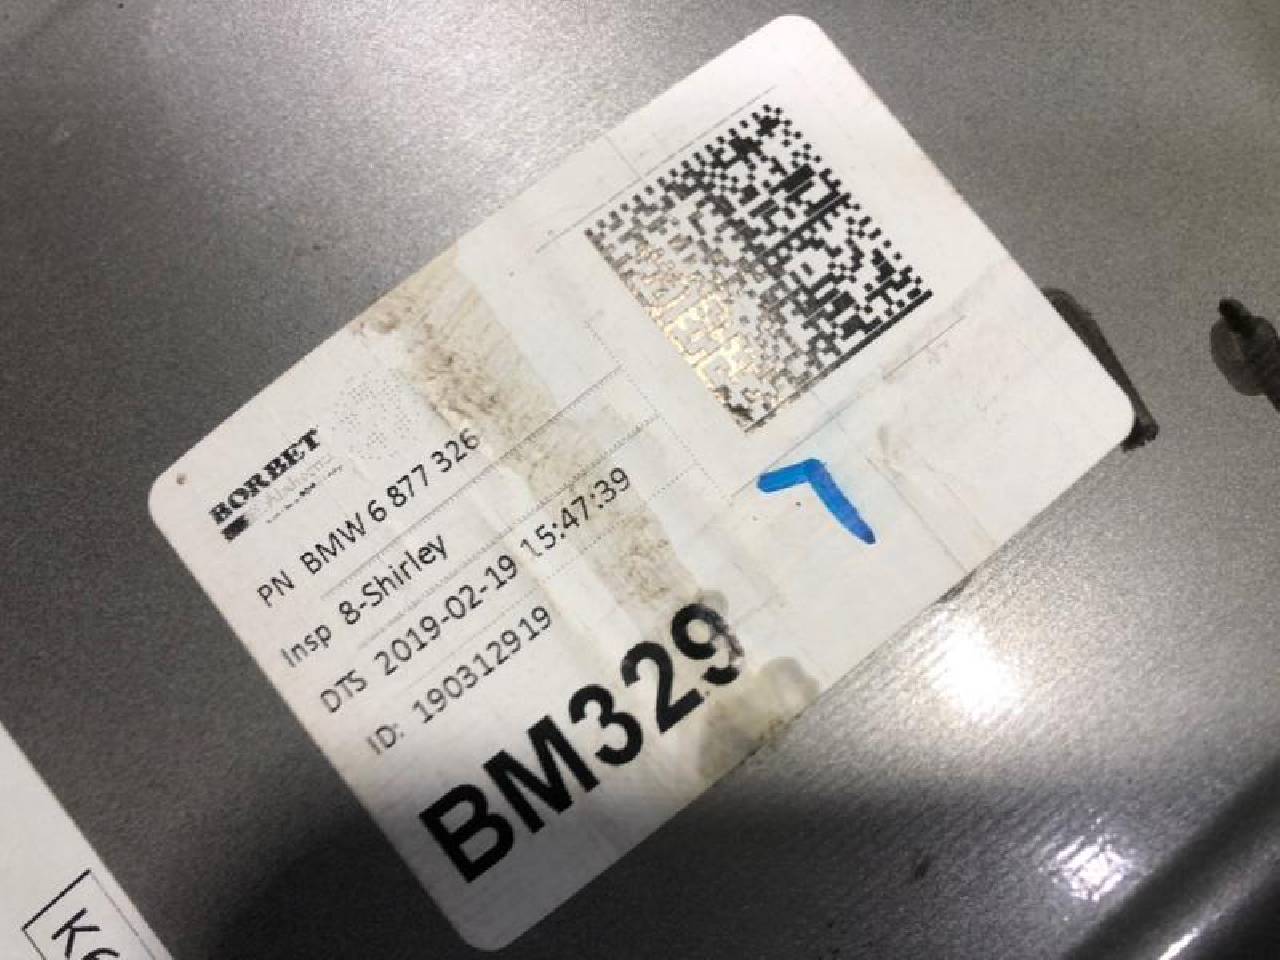 BORBET
Alabama
PN BMW 6 877 326
Insp 8-Shirley
DTS 2019-02-19 15:47:39
ID: 190312919
BM329